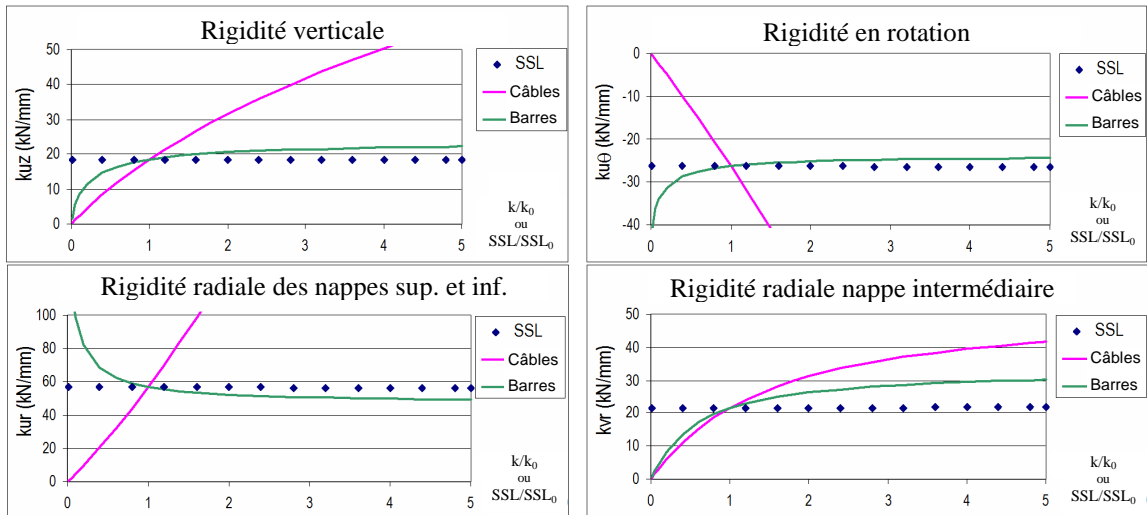 Rigidité verticale
kuz (kN/mm)
50
40
30
20
10
0
0 1 2 3 4 5
SSL
Câbles
Barres
k/k₀
ou
SSL/SSL₀
Rigidité en rotation
kuθ (kN/mm)
0
-10
-20
-30
-40
0 1 2 3 4 5
SSL
Câbles
Barres
k/k₀
ou
SSL/SSL₀
Rigidité radiale des nappes sup. et inf.
kur (kN/mm)
100
80
60
40
20
0
0 1 2 3 4 5
SSL
Câbles
Barres
k/k₀
ou
SSL/SSL₀
Rigidité radiale nappe intermédiaire
kvr (kN/mm)
50
40
30
20
10
0
0 1 2 3 4 5
SSL
Câbles
Barres
k/k₀
ou
SSL/SSL₀